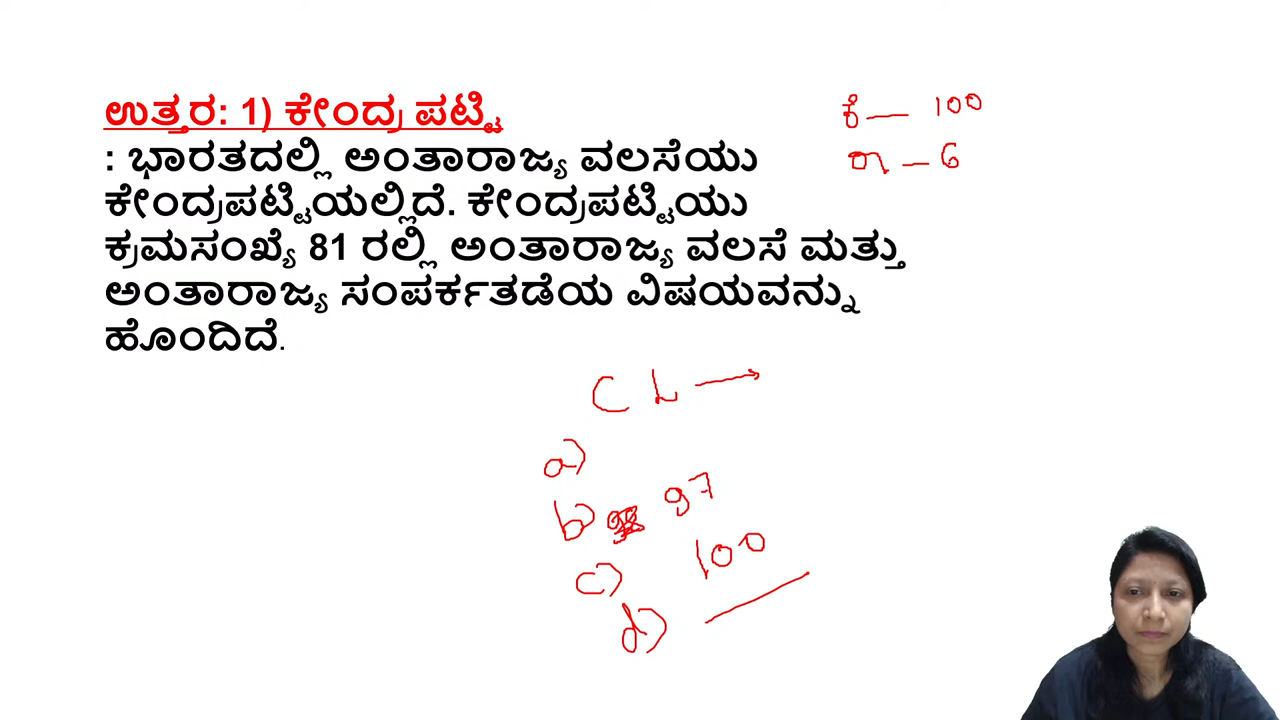 ಉತ್ತರ: 1) ಕೇಂದ್ರ ಪಟ್ಟಿ
: ಭಾರತದಲ್ಲಿ ಅಂತಾರಾಜ್ಯ ವಲಸೆಯು
ಕೇಂದ್ರಪಟ್ಟಿಯಲ್ಲಿದೆ. ಕೇಂದ್ರಪಟ್ಟಿಯು
ಕ್ರಮಸಂಖ್ಯೆ 81 ರಲ್ಲಿ ಅಂತಾರಾಜ್ಯ ವಲಸೆ ಮತ್ತು
ಅಂತಾರಾಜ್ಯ ಸಂಪರ್ಕತಡೆಯ ವಿಷಯವನ್ನು
ಹೊಂದಿದೆ.
ಕೆ — 100
ರಾ — 6
C L →
a)
b) 97
c) 100
d)